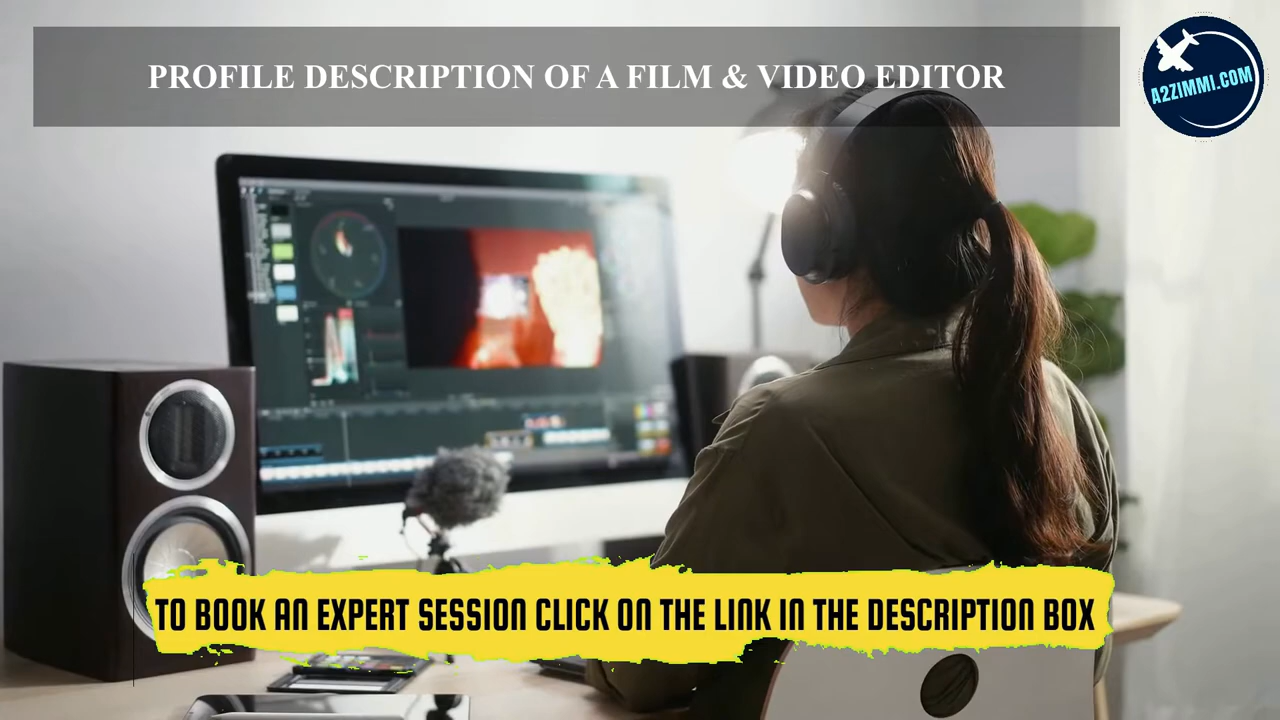 PROFILE DESCRIPTION OF A FILM & VIDEO EDITOR
A2ZIMMI.COM
TO BOOK AN EXPERT SESSION CLICK ON THE LINK IN THE DESCRIPTION BOX